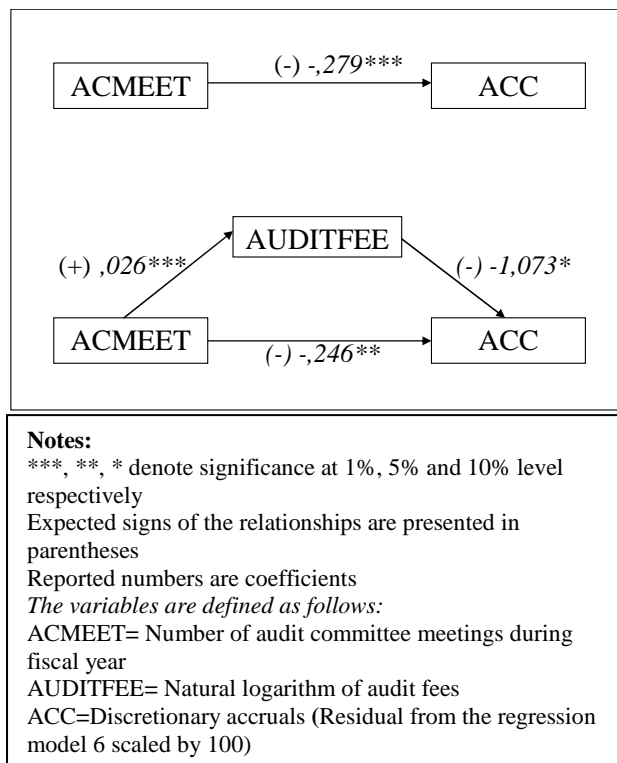 (-) -,279***
ACMEET
ACC
AUDITFEE
(+) ,026***
(-) -1,073*
ACMEET
ACC
(-) -,246**
Notes:
***, **, * denote significance at 1%, 5% and 10% level
respectively
Expected signs of the relationships are presented in
parentheses
Reported numbers are coefficients
The variables are defined as follows:
ACMEET= Number of audit committee meetings during
fiscal year
AUDITFEE= Natural logarithm of audit fees
ACC=Discretionary accruals (Residual from the regression
model 6 scaled by 100)